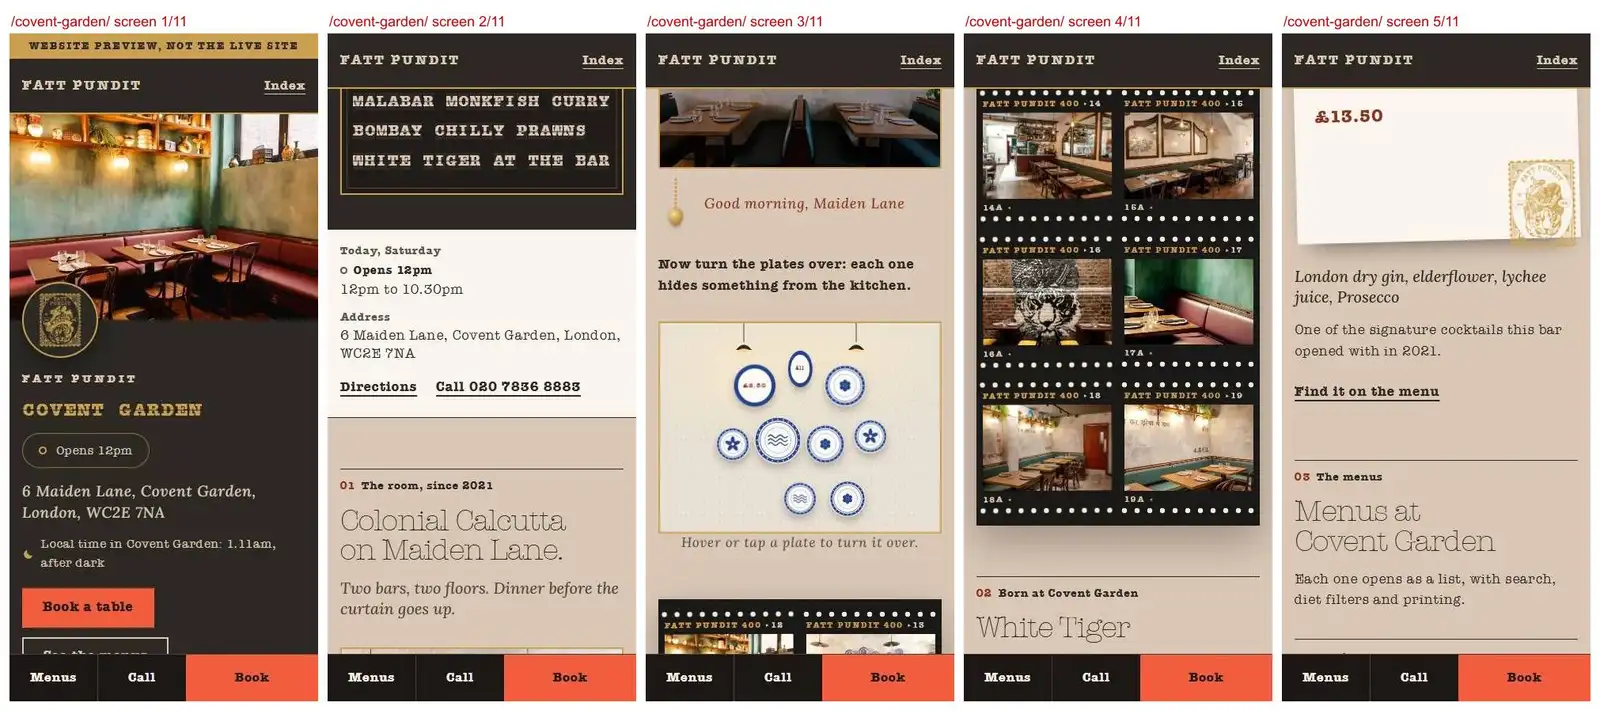 /covent-garden/ screen 1/11
WEBSITE PREVIEW, NOT THE LIVE SITE
FATT PUNDIT
Index
FATT PUNDIT
COVENT GARDEN
Opens 12pm
6 Maiden Lane, Covent Garden,
London, WC2E 7NA
Local time in Covent Garden: 1.11am,
after dark
Book a table
See the menus
Menus
Call
Book
/covent-garden/ screen 2/11
FATT PUNDIT
Index
MALABAR MONKFISH CURRY
BOMBAY CHILLY PRAWNS
WHITE TIGER AT THE BAR
Today, Saturday
Opens 12pm
12pm to 10.30pm
Address
6 Maiden Lane, Covent Garden, London,
WC2E 7NA
Directions
Call 020 7836 8883
01 The room, since 2021
Colonial Calcutta
on Maiden Lane.
Two bars, two floors. Dinner before the
curtain goes up.
Menus
Call
Book
/covent-garden/ screen 3/11
FATT PUNDIT
Index
Good morning, Maiden Lane
Now turn the plates over: each one
hides something from the kitchen.
Hover or tap a plate to turn it over.
FATT PUNDIT 400 12
FATT PUNDIT 400 13
Menus
Call
Book
/covent-garden/ screen 4/11
FATT PUNDIT
Index
FATT PUNDIT 400 14
FATT PUNDIT 400 15
14A
15A
FATT PUNDIT 400 16
FATT PUNDIT 400 17
16A
17A
FATT PUNDIT 400 18
FATT PUNDIT 400 19
18A
19A
02 Born at Covent Garden
White Tiger
Menus
Call
Book
/covent-garden/ screen 5/11
FATT PUNDIT
Index
£13.50
FATT PUNDIT
London dry gin, elderflower, lychee
juice, Prosecco
One of the signature cocktails this bar
opened with in 2021.
Find it on the menu
03 The menus
Menus at
Covent Garden
Each one opens as a list, with search,
diet filters and printing.
Menus
Call
Book